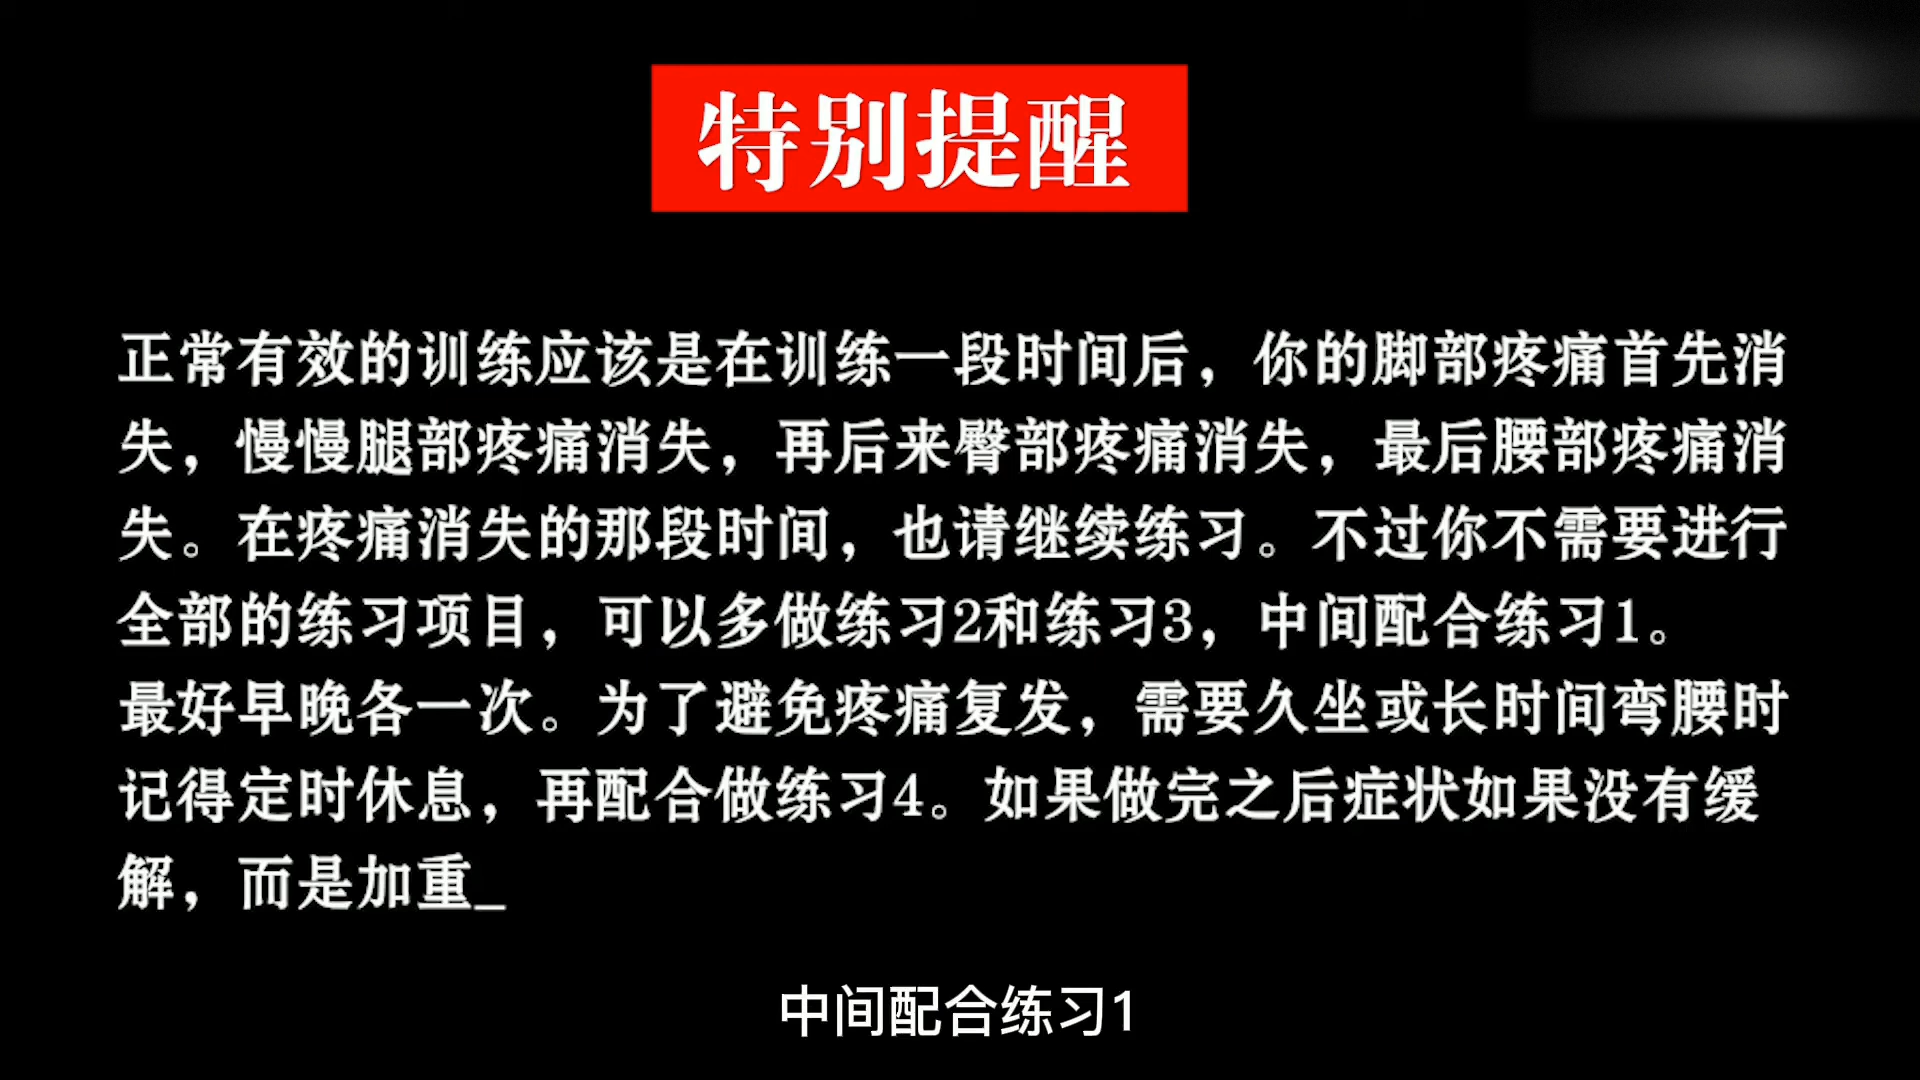 特别提醒
正常有效的训练应该是在训练一段时间后，你的脚部疼痛首先消
失，慢慢腿部疼痛消失，再后来臀部疼痛消失，最后腰部疼痛消
失。在疼痛消失的那段时间，也请继续练习。不过你不需要进行
全部的练习项目，可以多做练习2和练习3，中间配合练习1。
最好早晚各一次。为了避免疼痛复发，需要久坐或长时间弯腰时
记得定时休息，再配合做练习4。如果做完之后症状如果没有缓
解，而是加重_
中间配合练习1